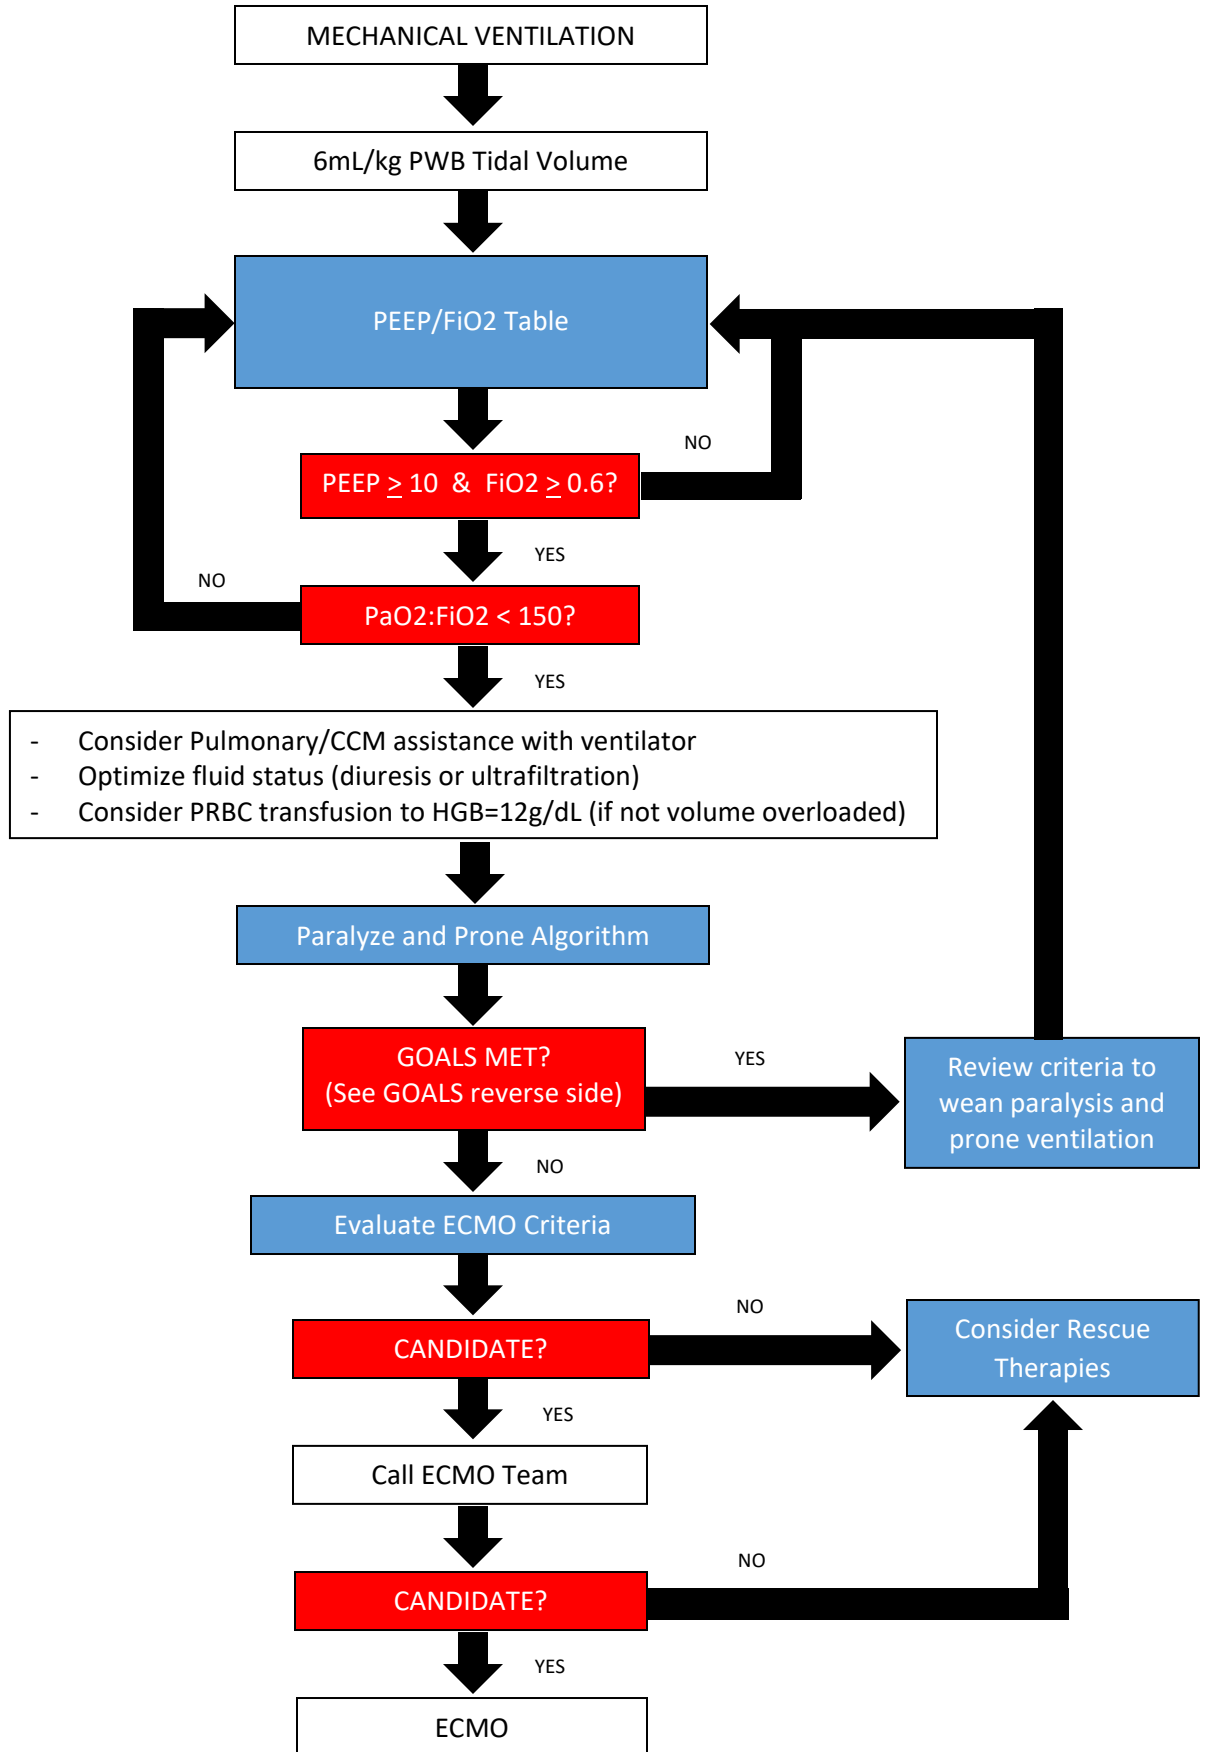 MECHANICAL VENTILATION
6mL/kg PWB Tidal Volume
PEEP/FiO2 Table
NO
PEEP ≥ 10 & FiO2 ≥ 0.6?
YES
NO
PaO2:FiO2 < 150?
YES
- Consider Pulmonary/CCM assistance with ventilator
- Optimize fluid status (diuresis or ultrafiltration)
- Consider PRBC transfusion to HGB=12g/dL (if not volume overloaded)
Paralyze and Prone Algorithm
GOALS MET?
(See GOALS reverse side)
YES
Review criteria to
wean paralysis and
prone ventilation
NO
Evaluate ECMO Criteria
NO
CANDIDATE?
Consider Rescue
Therapies
YES
Call ECMO Team
NO
CANDIDATE?
YES
ECMO